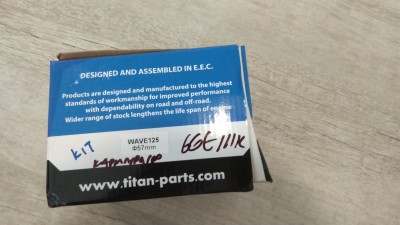 DESIGNED AND ASSEMBLED IN E.E.C.
Products are designed and manufactured to the highest
standards of workmanship for improved performance
with dependability on road and off-road.
Wider range of stock lengthens the life span of engine
KIT
WAVE125
Φ57mm
www.titan-parts.com